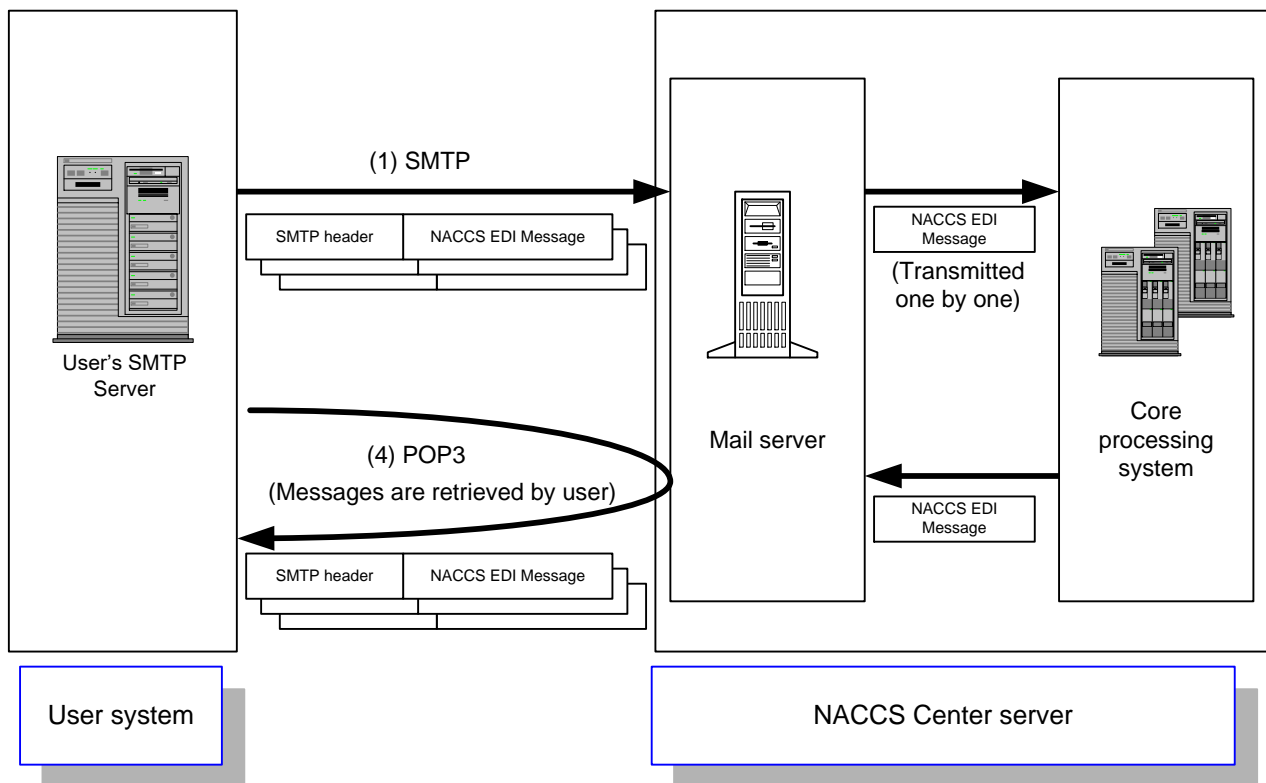 (1) SMTP
SMTP header
NACCS EDI Message
NACCS EDI
Message
(Transmitted
one by one)
User's SMTP
Server
Mail server
Core
processing
system
(4) POP3
(Messages are retrieved by user)
NACCS EDI
Message
SMTP header
NACCS EDI Message
User system
NACCS Center server